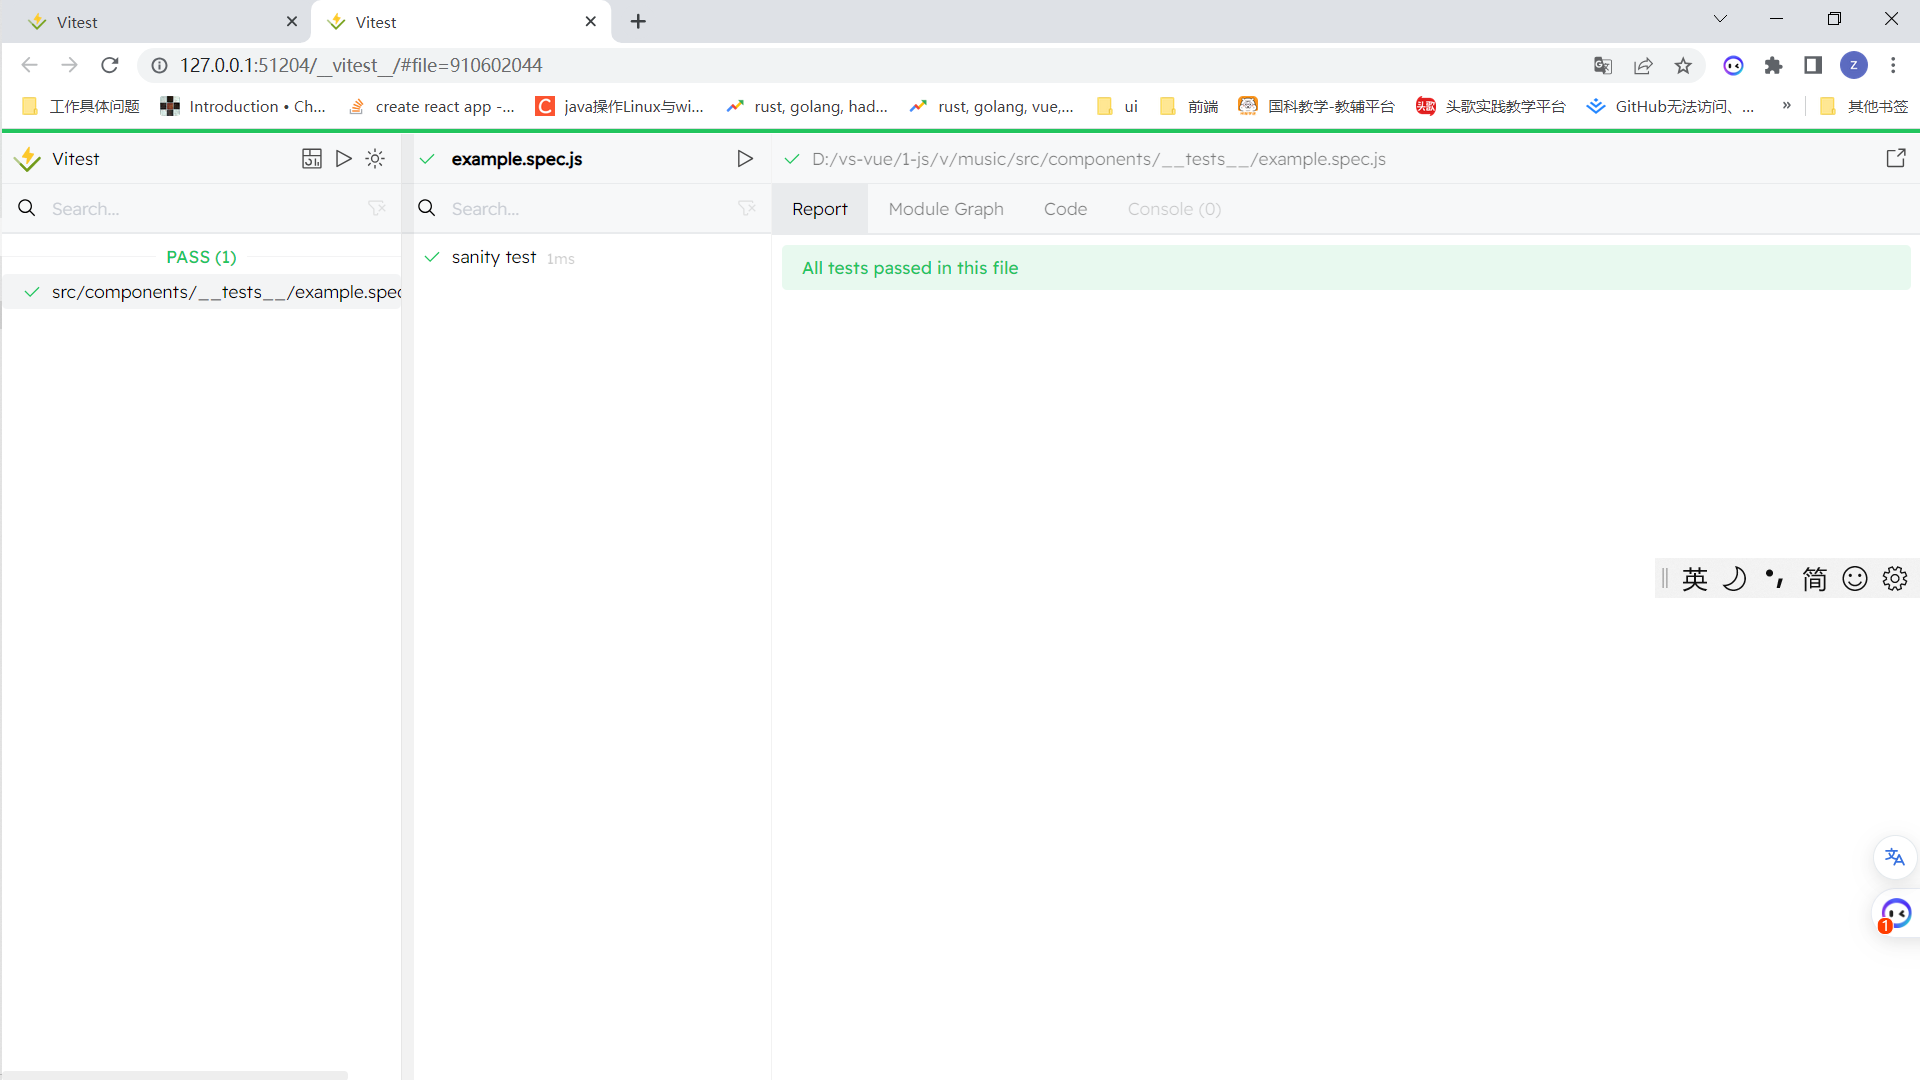 Vitest
Vitest
127.0.0.1:51204/__vitest__/#file=910602044
Z
工作具体问题
Introduction • Ch...
create react app -...
C
java操作Linux与wi...
rust, golang, had...
rust, golang, vue,...
ui
前端
国科教学-教辅平台
头歌
头歌实践教学平台
GitHub无法访问、...
»
其他书签
Vitest
example.spec.js
D:/vs-vue/1-js/v/music/src/components/__tests__/example.spec.js
Search...
Search...
Report
Module Graph
Code
Console (0)
PASS (1)
src/components/__tests__/example.spec
sanity test 1ms
All tests passed in this file
英
简
1